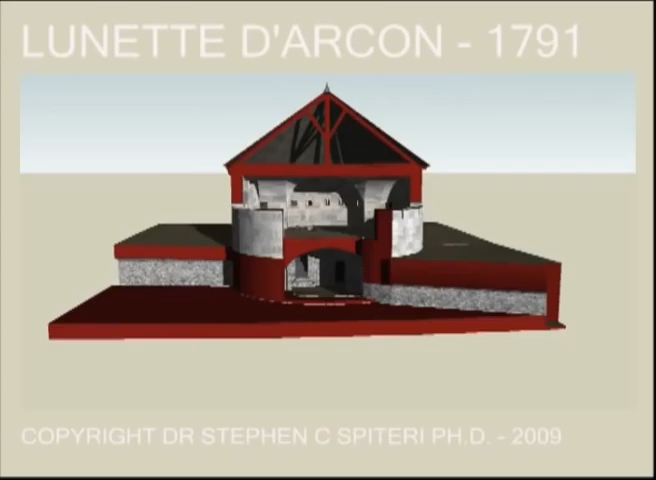 LUNETTE D'ARCON - 1791
COPYRIGHT DR STEPHEN C SPITERI PH.D. - 2009